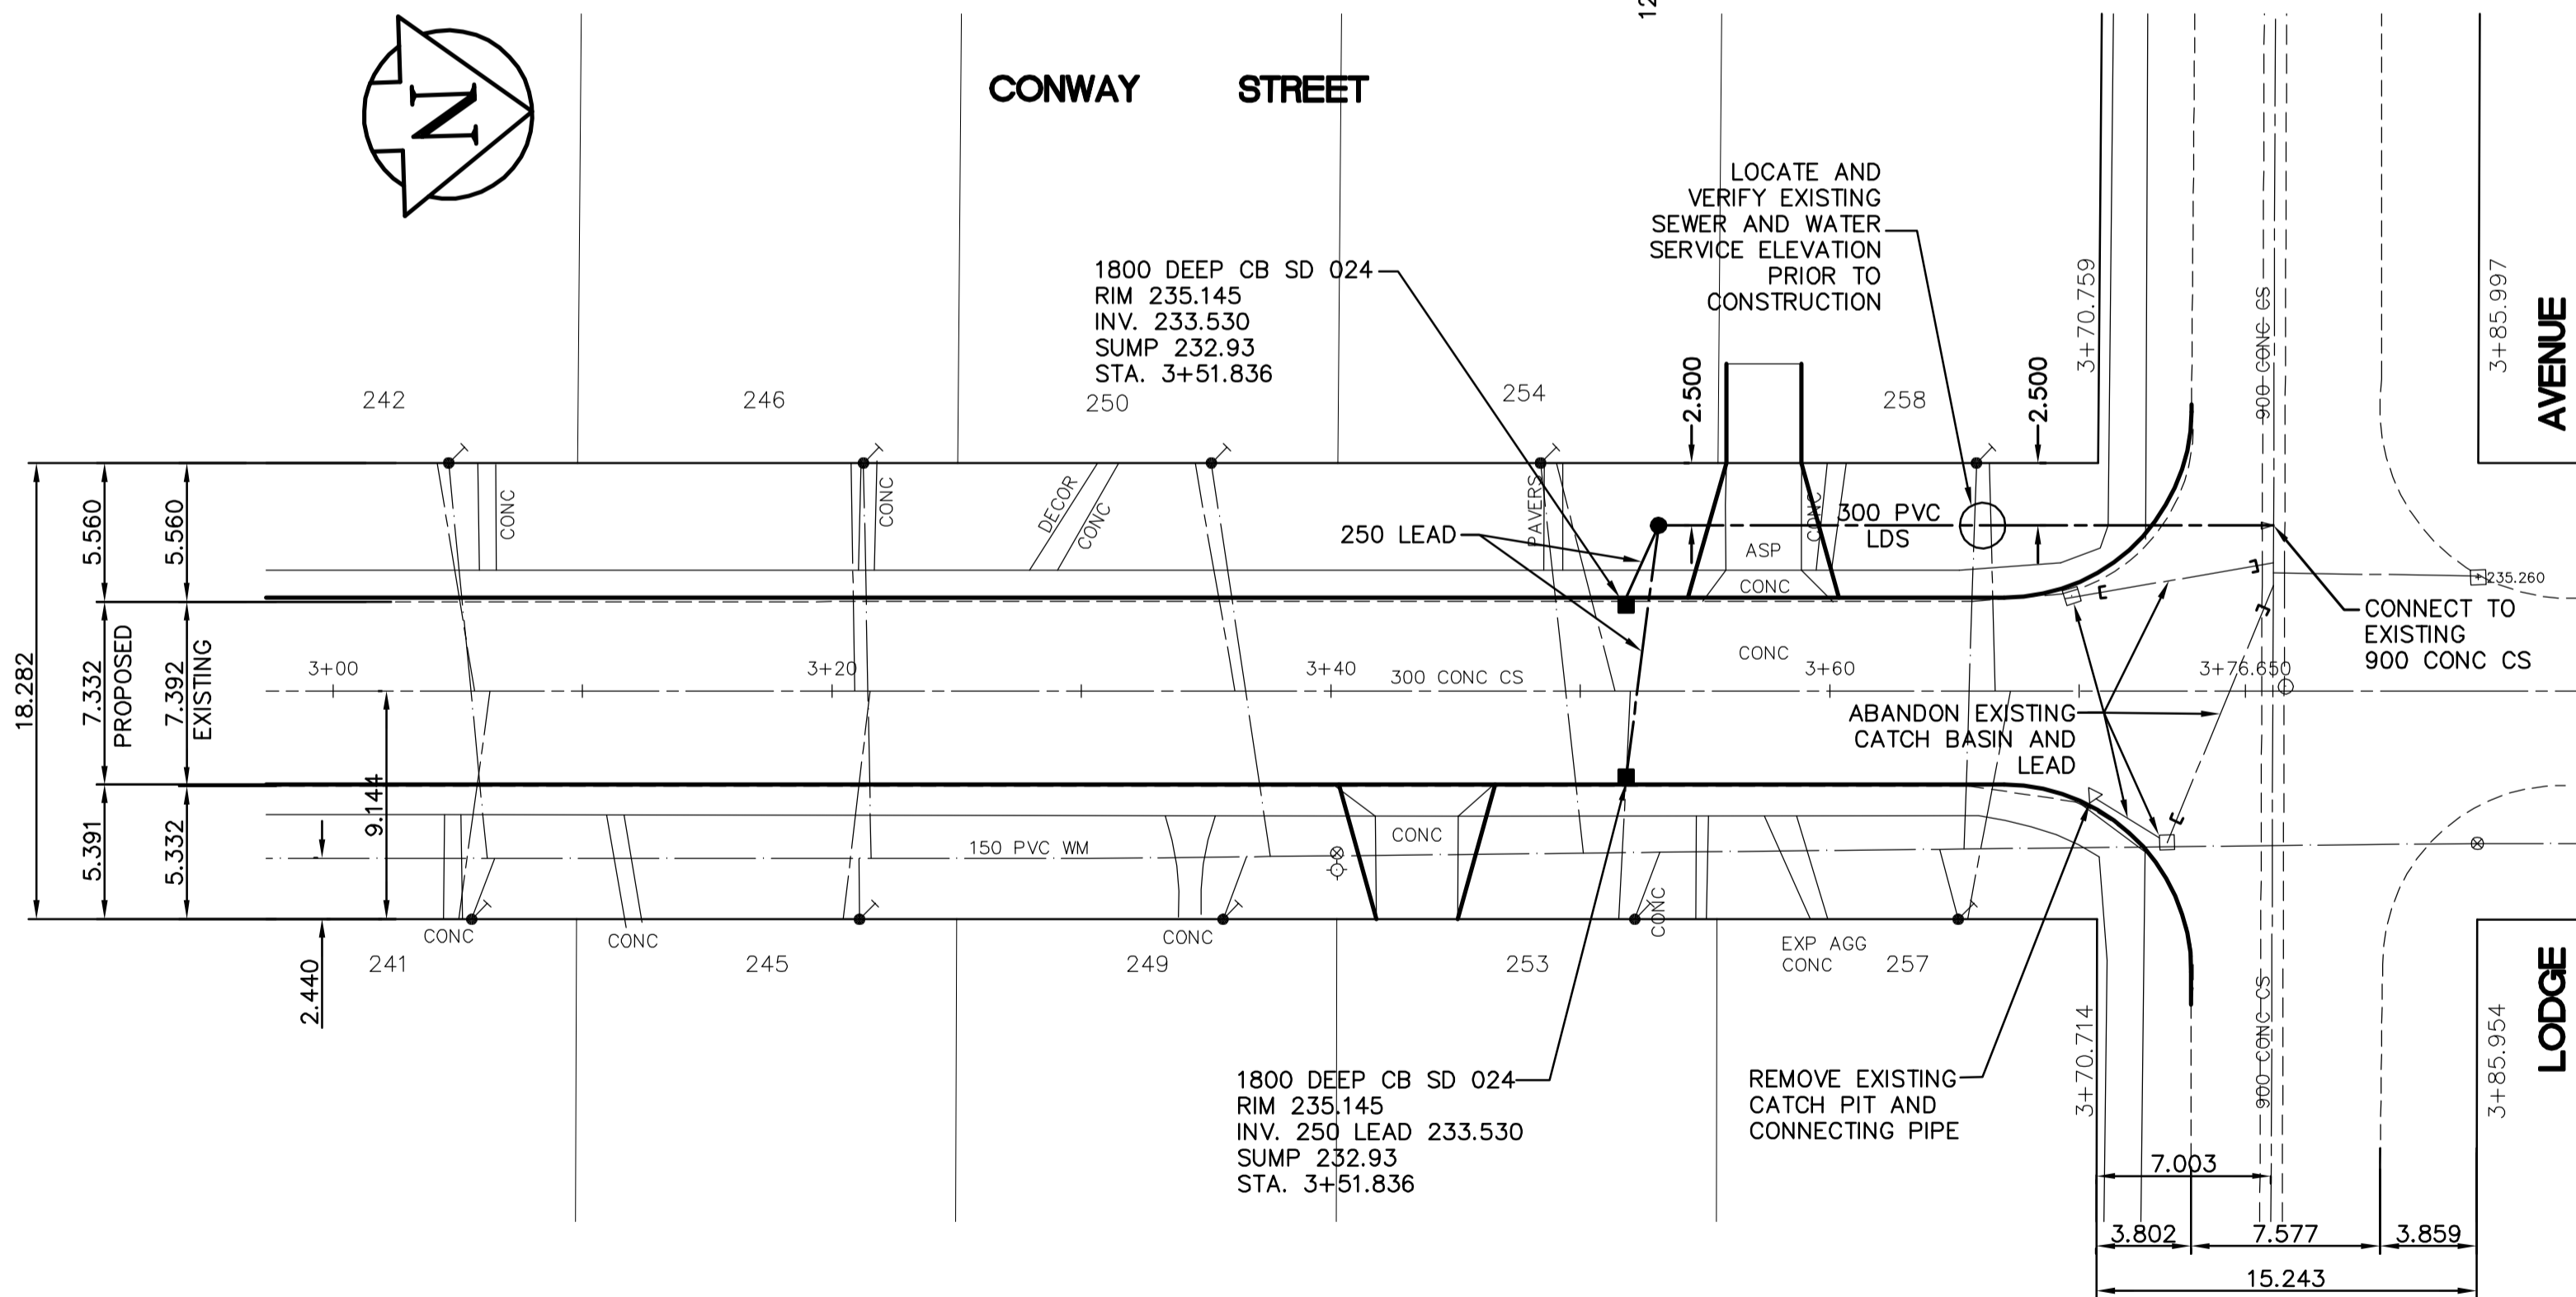 N
CONWAY STREET
12
LOCATE AND
VERIFY EXISTING
SEWER AND WATER
SERVICE ELEVATION
PRIOR TO
CONSTRUCTION
1800 DEEP CB SD 024
RIM 235.145
INV. 233.530
SUMP 232.93
STA. 3+51.836
242
246
250
254
258
2.500
2.500
3+70.759
900 CONC CS
3+85.997
AVENUE
18.282
5.560
5.560
7.332
PROPOSED
7.392
EXISTING
5.391
5.332
9.144
2.440
CONC
CONC
DECOR
CONC
PAVERS
CONC
250 LEAD
300 PVC
LDS
ASP
CONC
235.260
CONNECT TO
EXISTING
900 CONC CS
3+00
3+20
3+40
300 CONC CS
CONC
3+60
3+76.650
ABANDON EXISTING
CATCH BASIN AND
LEAD
150 PVC WM
CONC
CONC
CONC
CONC
CONC
EXP AGG
CONC
241
245
249
253
257
1800 DEEP CB SD 024
RIM 235.145
INV. 250 LEAD 233.530
SUMP 232.93
STA. 3+51.836
REMOVE EXISTING
CATCH PIT AND
CONNECTING PIPE
3+70.714
900 CONC CS
3+85.954
LODGE
7.003
3.802
7.577
3.859
15.243